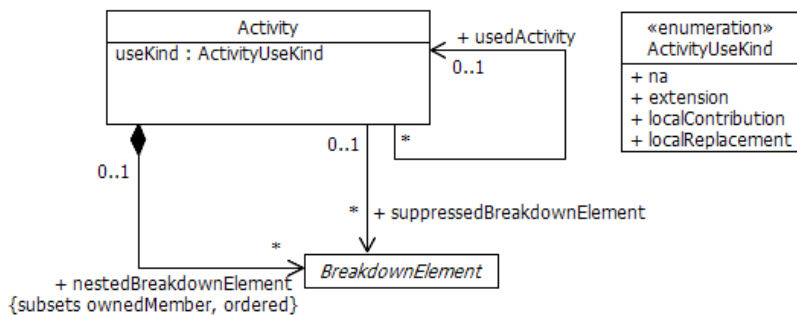 Activity
useKind : ActivityUseKind
+ usedActivity
0..1
*
«enumeration»
ActivityUseKind
+ na
+ extension
+ localContribution
+ localReplacement
0..1
0..1
* + suppressedBreakdownElement
*
+ nestedBreakdownElement
{subsets ownedMember, ordered}
BreakdownElement